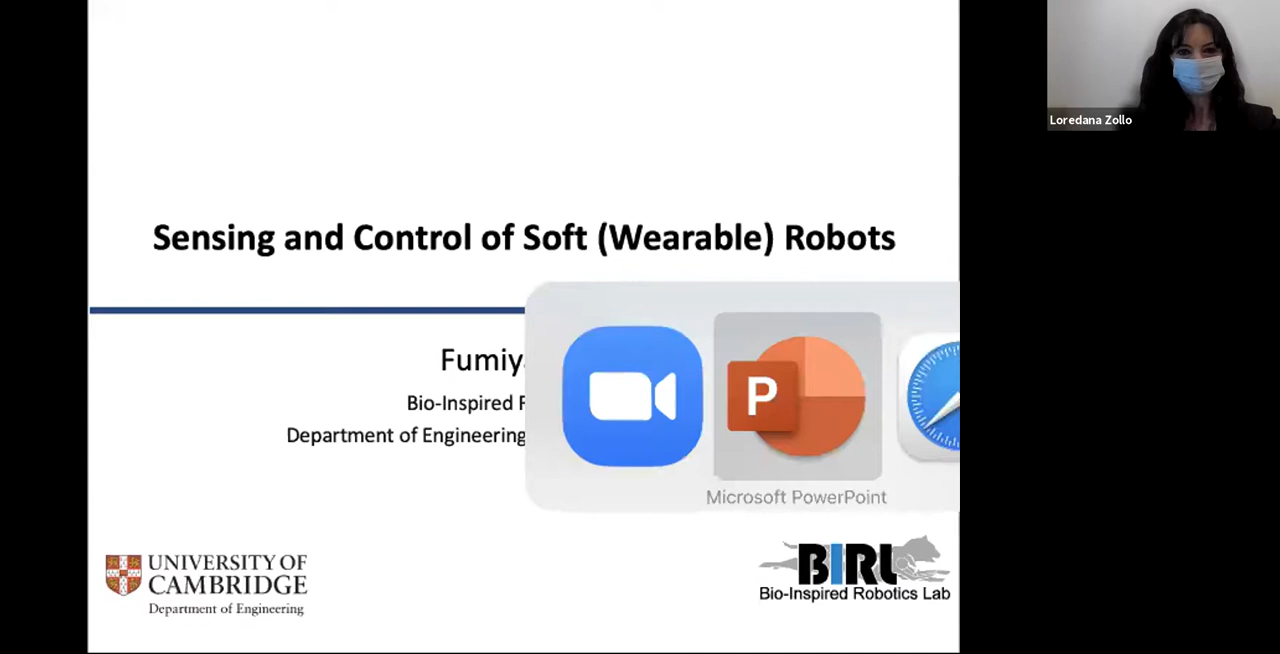 Loredana Zollo
Sensing and Control of Soft (Wearable) Robots
Bio-Inspired
Department of Engineering
P
Microsoft PowerPoint
UNIVERSITY OF
CAMBRIDGE
Department of Engineering
BIRL
Bio-Inspired Robotics Lab